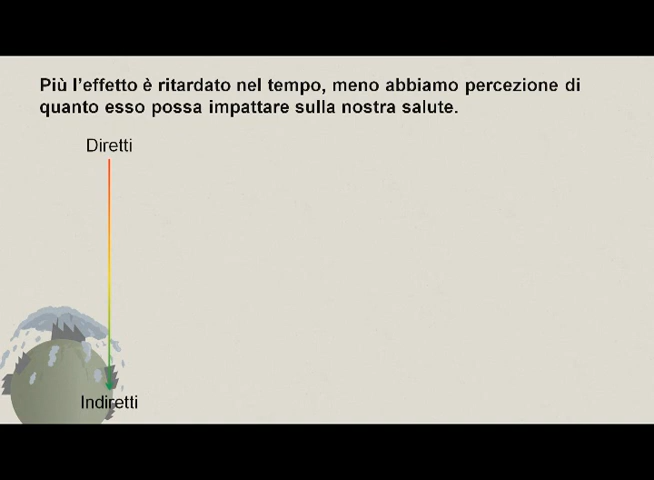 Più l’effetto è ritardato nel tempo, meno abbiamo percezione di
quanto esso possa impattare sulla nostra salute.
Diretti
Indiretti